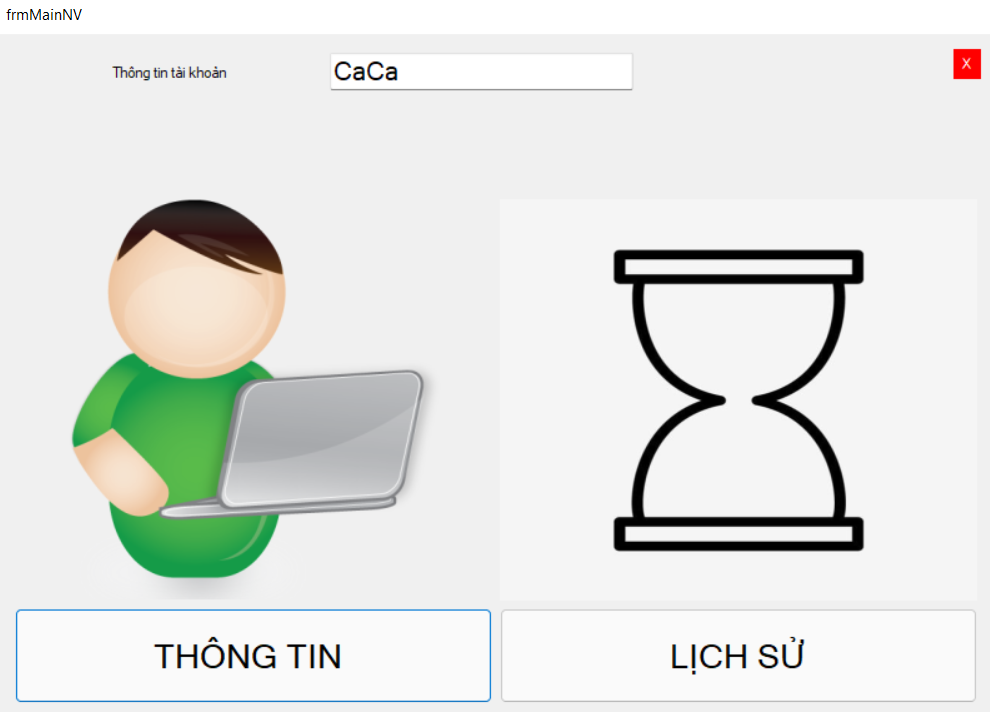 frmMainNV
Thông tin tài khoản
CaCa
X
THÔNG TIN
LỊCH SỬ